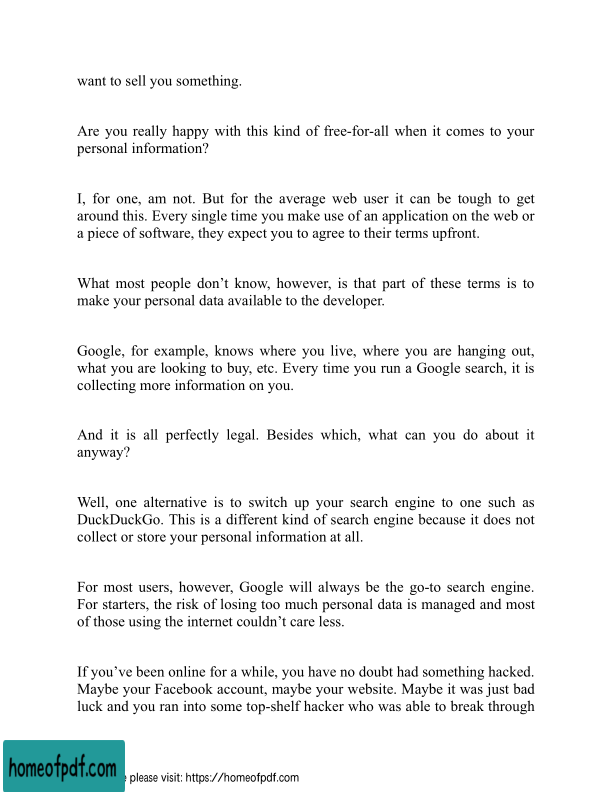 want to sell you something.
Are you really happy with this kind of free-for-all when it comes to your
personal information?
I, for one, am not. But for the average web user it can be tough to get
around this. Every single time you make use of an application on the web or
a piece of software, they expect you to agree to their terms upfront.
What most people don’t know, however, is that part of these terms is to
make your personal data available to the developer.
Google, for example, knows where you live, where you are hanging out,
what you are looking to buy, etc. Every time you run a Google search, it is
collecting more information on you.
And it is all perfectly legal. Besides which, what can you do about it
anyway?
Well, one alternative is to switch up your search engine to one such as
DuckDuckGo. This is a different kind of search engine because it does not
collect or store your personal information at all.
For most users, however, Google will always be the go-to search engine.
For starters, the risk of losing too much personal data is managed and most
of those using the internet couldn’t care less.
If you’ve been online for a while, you have no doubt had something hacked.
Maybe your Facebook account, maybe your website. Maybe it was just bad
luck and you ran into some top-shelf hacker who was able to break through
homeofpdf.com
please visit: https://homeofpdf.com